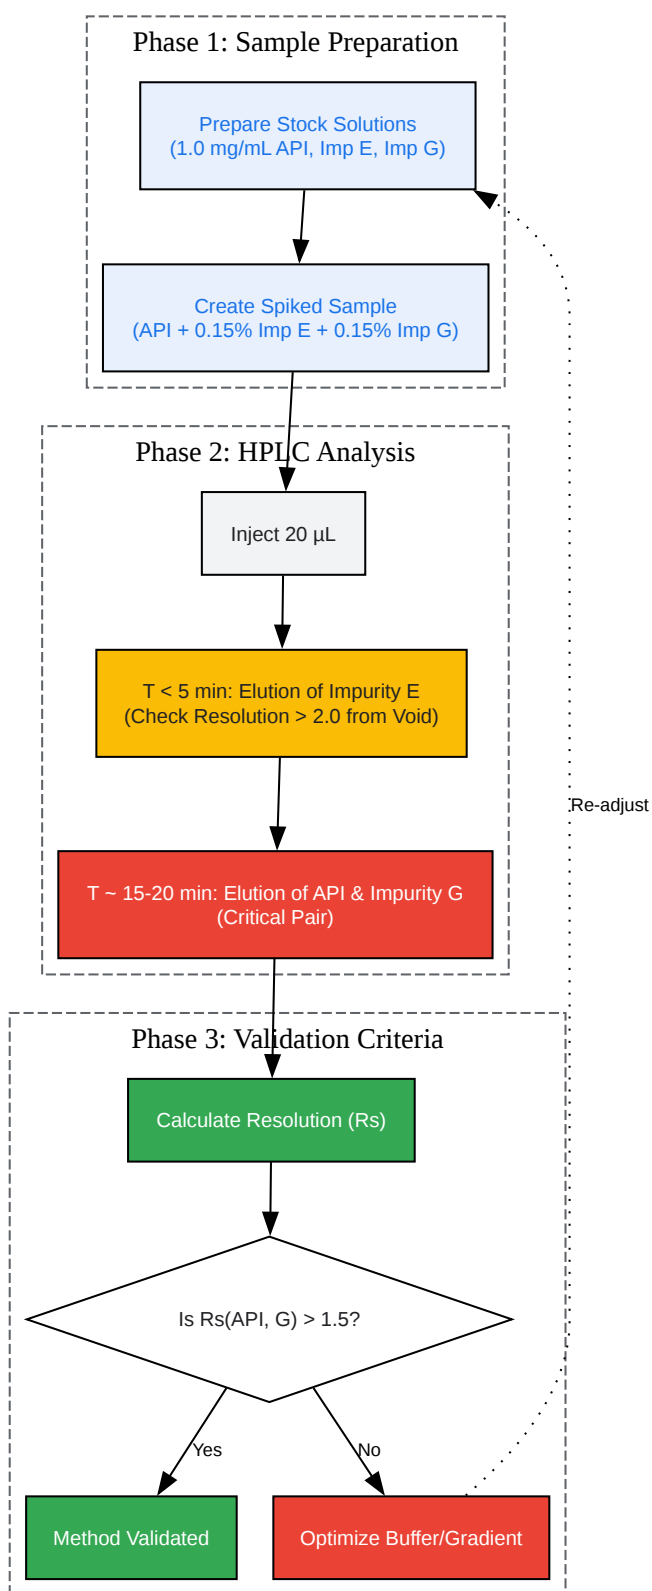 Phase 1: Sample Preparation
Prepare Stock Solutions
(1.0 mg/mL API, Imp E, Imp G)
Create Spiked Sample
(API + 0.15% Imp E + 0.15% Imp G)
Phase 2: HPLC Analysis
Inject 20 µL
T < 5 min: Elution of Impurity E
(Check Resolution > 2.0 from Void)
Re-adjust
T ~ 15-20 min: Elution of API & Impurity G
(Critical Pair)
Phase 3: Validation Criteria
Calculate Resolution (Rs)
Is Rs(API, G) > 1.5?
Yes
No
Method Validated
Optimize Buffer/Gradient